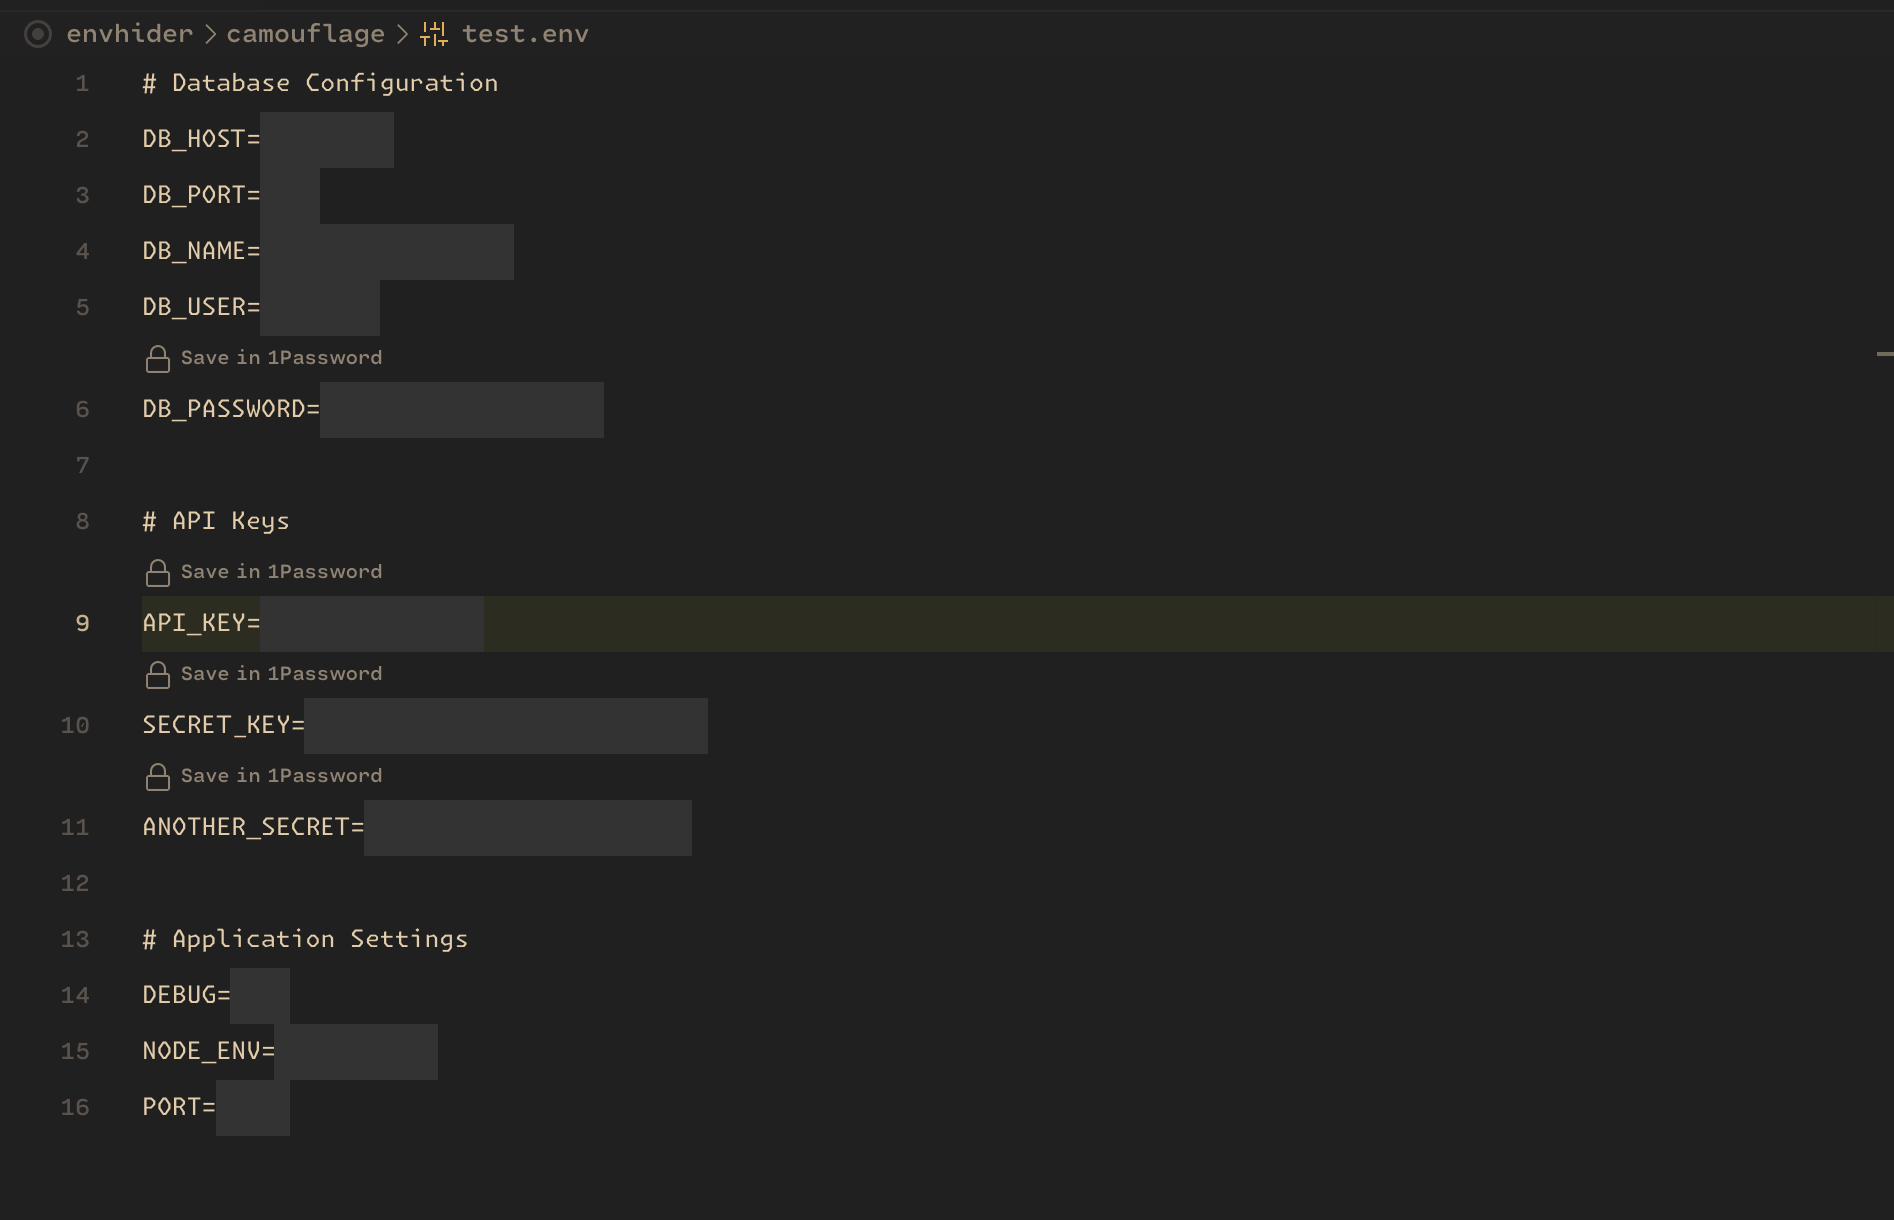 envhider > camouflage > test.env
1 # Database Configuration
2 DB_HOST=
3 DB_PORT=
4 DB_NAME=
5 DB_USER=
Save in 1Password
6 DB_PASSWORD=
7
8 # API Keys
Save in 1Password
9 API_KEY=
Save in 1Password
10 SECRET_KEY=
Save in 1Password
11 ANOTHER_SECRET=
12
13 # Application Settings
14 DEBUG=
15 NODE_ENV=
16 PORT=